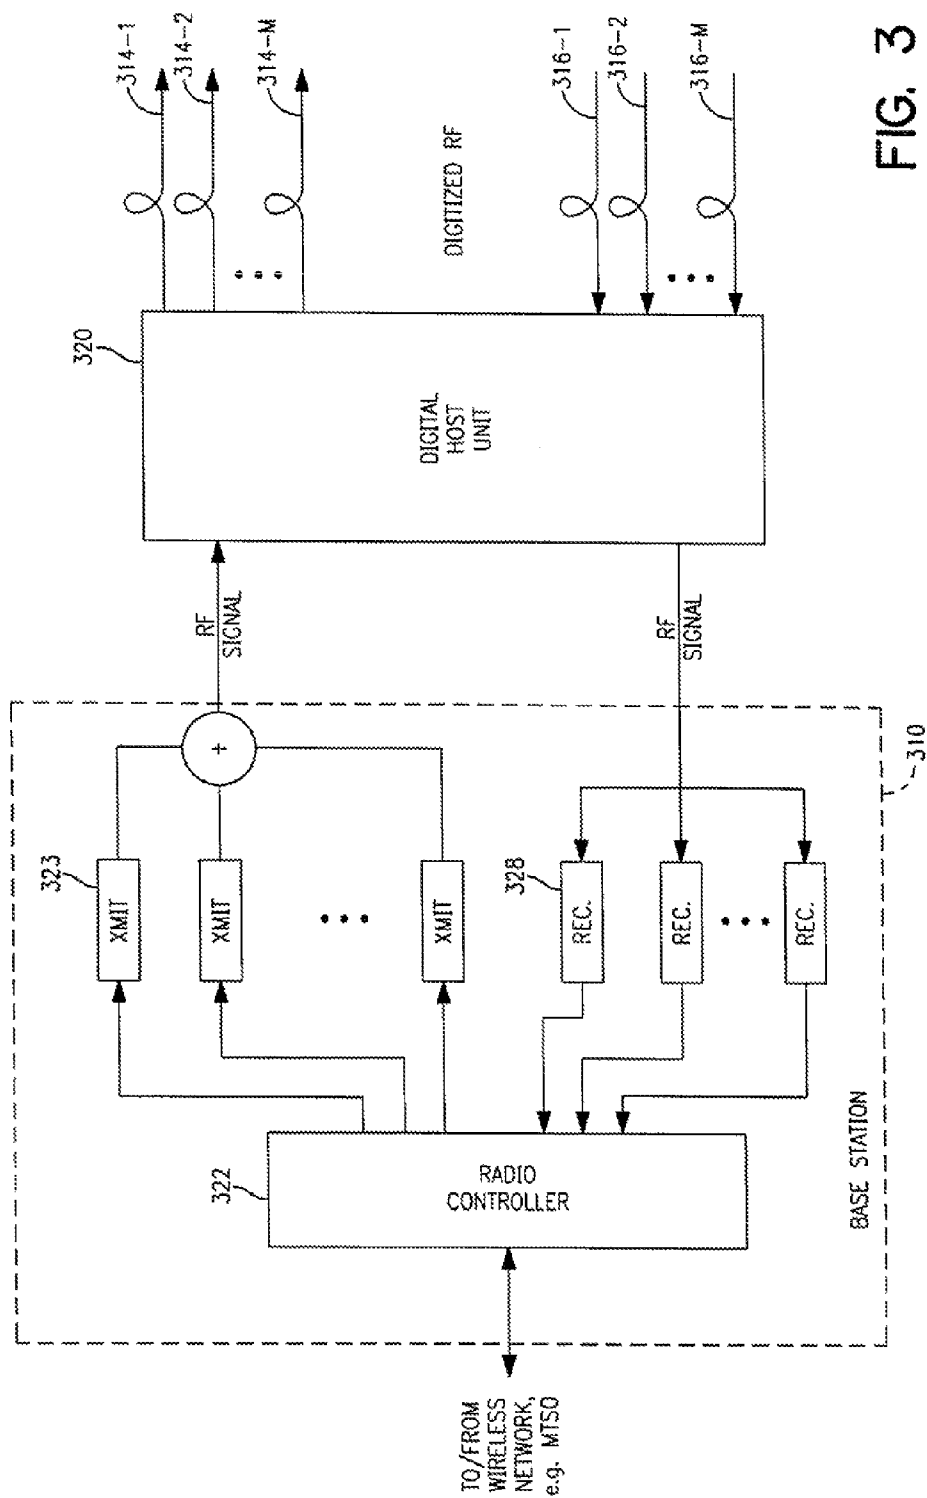 314-1
314-2
314-M
DIGITIZED RF
316-1
316-2
316-M
FIG. 3
320
DIGITAL
HOST
UNIT
RF
SIGNAL
RF
SIGNAL
310
+
323
XMIT
XMIT
XMIT
328
REC.
REC.
REC.
322
RADIO
CONTROLLER
BASE STATION
TO/FROM
WIRELESS
NETWORK,
e.g. MTSO